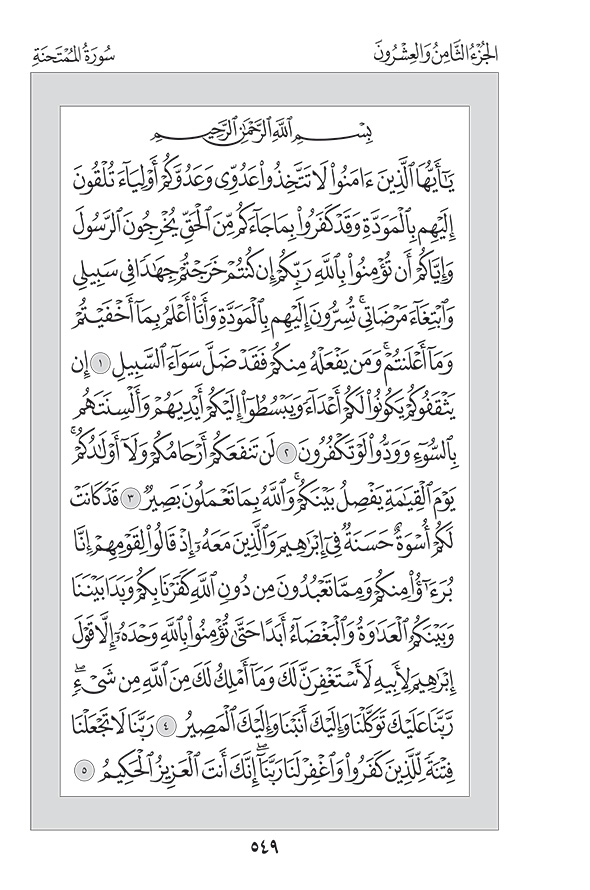 الجُزْءُ الثَّامِنُ وَالعِشْرُونَ
سُورَةُ المُمْتَحنَةِ
بِسْمِ اللَّهِ الرَّحْمَٰنِ الرَّحِيمِ
يَٰٓأَيُّهَا ٱلَّذِينَ ءَامَنُواْ لَا تَتَّخِذُواْ عَدُوِّي وَعَدُوَّكُمۡ أَوۡلِيَآءَ تُلۡقُونَ
إِلَيۡهِم بِٱلۡمَوَدَّةِ وَقَدۡ كَفَرُواْ بِمَا جَآءَكُم مِّنَ ٱلۡحَقِّ يُخۡرِجُونَ ٱلرَّسُولَ
وَإِيَّاكُمۡ أَن تُؤۡمِنُواْ بِٱللَّهِ رَبِّكُمۡ إِن كُنتُمۡ خَرَجۡتُمۡ جِهَٰدٗا فِي سَبِيلِي
وَٱبۡتِغَآءَ مَرۡضَاتِيۚ تُسِرُّونَ إِلَيۡهِم بِٱلۡمَوَدَّةِ وَأَنَا۠ أَعۡلَمُ بِمَآ أَخۡفَيۡتُمۡ
وَمَآ أَعۡلَنتُمۡۚ وَمَن يَفۡعَلۡهُ مِنكُمۡ فَقَدۡ ضَلَّ سَوَآءَ ٱلسَّبِيلِ ١ إِن
يَثۡقَفُوكُمۡ يَكُونُواْ لَكُمۡ أَعۡدَآءٗ وَيَبۡسُطُوٓاْ إِلَيۡكُمۡ أَيۡدِيَهُمۡ وَأَلۡسِنَتَهُم
بِٱلسُّوٓءِ وَوَدُّواْ لَوۡ تَكۡفُرُونَ ٢ لَن تَنفَعَكُمۡ أَرۡحَامُكُمۡ وَلَآ أَوۡلَٰدُكُمۡۚ
يَوۡمَ ٱلۡقِيَٰمَةِ يَفۡصِلُ بَيۡنَكُمۡۚ وَٱللَّهُ بِمَا تَعۡمَلُونَ بَصِيرٞ ٣ قَدۡ كَانَتۡ
لَكُمۡ أُسۡوَةٌ حَسَنَةٞ فِيٓ إِبۡرَٰهِيمَ وَٱلَّذِينَ مَعَهُۥٓ إِذۡ قَالُواْ لِقَوۡمِهِمۡ إِنَّا
بُرَءَٰٓؤُاْ مِنكُمۡ وَمِمَّا تَعۡبُدُونَ مِن دُونِ ٱللَّهِ كَفَرۡنَا بِكُمۡ وَبَدَا بَيۡنَنَا
وَبَيۡنَكُمُ ٱلۡعَدَٰوَةُ وَٱلۡبَغۡضَآءُ أَبَدًا حَتَّىٰ تُؤۡمِنُواْ بِٱللَّهِ وَحۡدَهُۥٓ إِلَّا قَوۡلَ
إِبۡرَٰهِيمَ لِأَبِيهِ لَأَسۡتَغۡفِرَنَّ لَكَ وَمَآ أَمۡلِكُ لَكَ مِنَ ٱللَّهِ مِن شَيۡءٖۖ
رَّبَّنَا عَلَيۡكَ تَوَكَّلۡنَا وَإِلَيۡكَ أَنَبۡنَا وَإِلَيۡكَ ٱلۡمَصِيرُ ٤ رَبَّنَا لَا تَجۡعَلۡنَا
فِتۡنَةٗ لِّلَّذِينَ كَفَرُواْ وَٱغۡفِرۡ لَنَا رَبَّنَآۖ إِنَّكَ أَنتَ ٱلۡعَزِيزُ ٱلۡحَكِيمُ ٥
٥٤٩